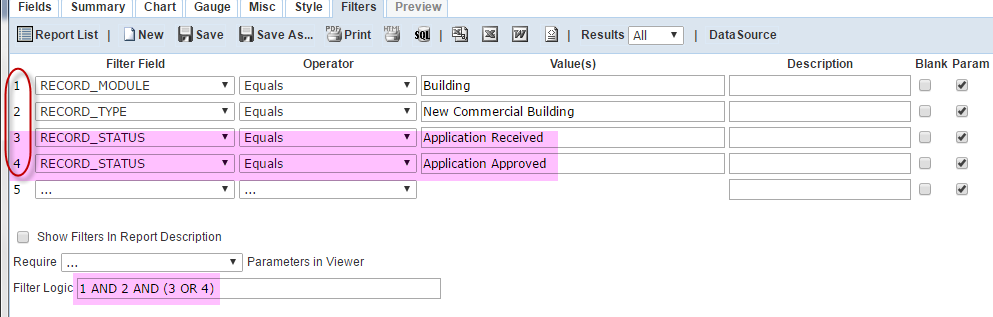 Fields Summary Chart Gauge Misc Style Filters Preview
Report List | New Save Save As... Print SQL | Results All | DataSource
Filter Field Operator Value(s) Description Blank Param
1 RECORD_MODULE Equals Building
2 RECORD_TYPE Equals New Commercial Building
3 RECORD_STATUS Equals Application Received
4 RECORD_STATUS Equals Application Approved
5 ... ...
Show Filters In Report Description
Require ... Parameters in Viewer
Filter Logic 1 AND 2 AND (3 OR 4)